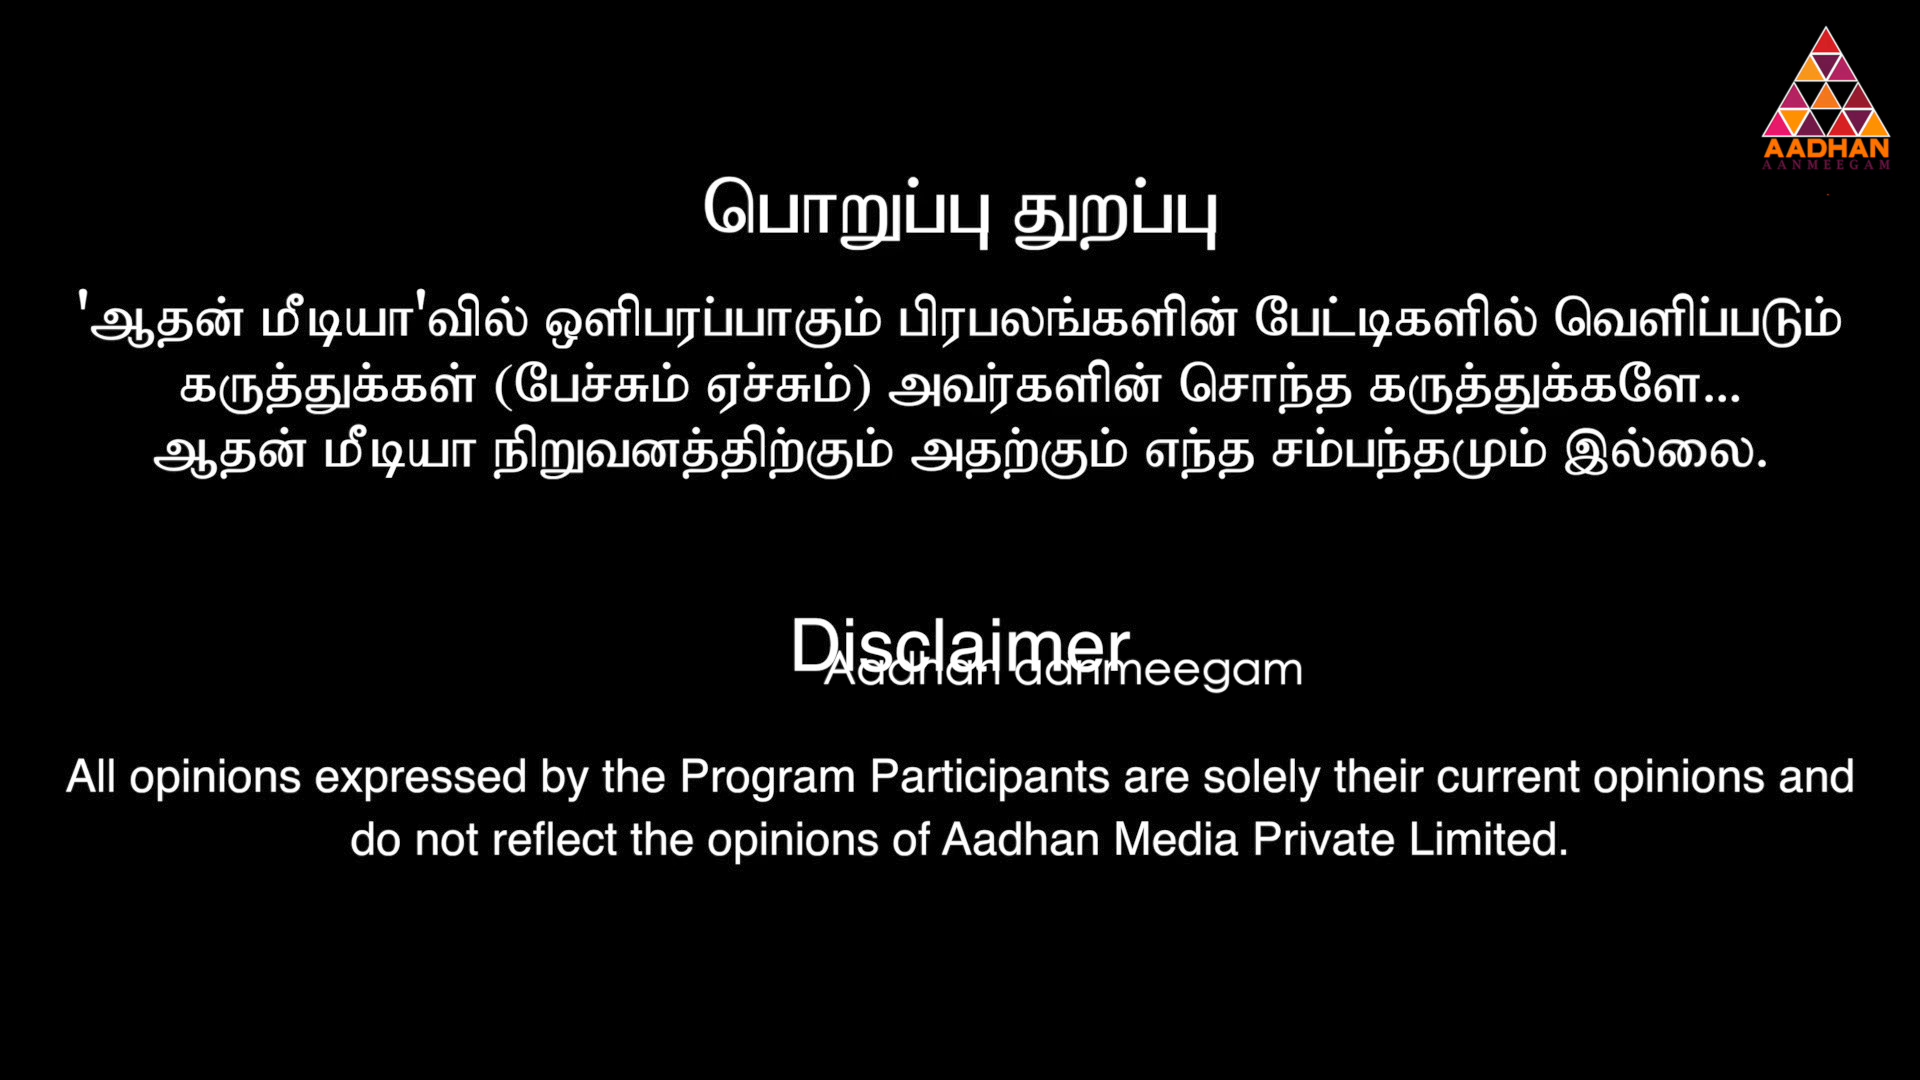 AADHAN
AANMEEGAM
பொறுப்பு துறப்பு
'ஆதன் மீடியா'வில் ஒளிபரப்பாகும் பிரபலங்களின் பேட்டிகளில் வெளிப்படும்
கருத்துக்கள் (பேச்சும் ஏச்சும்) அவர்களின் சொந்த கருத்துக்களே...
ஆதன் மீடியா நிறுவனத்திற்கும் அதற்கும் எந்த சம்பந்தமும் இல்லை.
Disclaimer
Aadhan aanmeegam
All opinions expressed by the Program Participants are solely their current opinions and
do not reflect the opinions of Aadhan Media Private Limited.